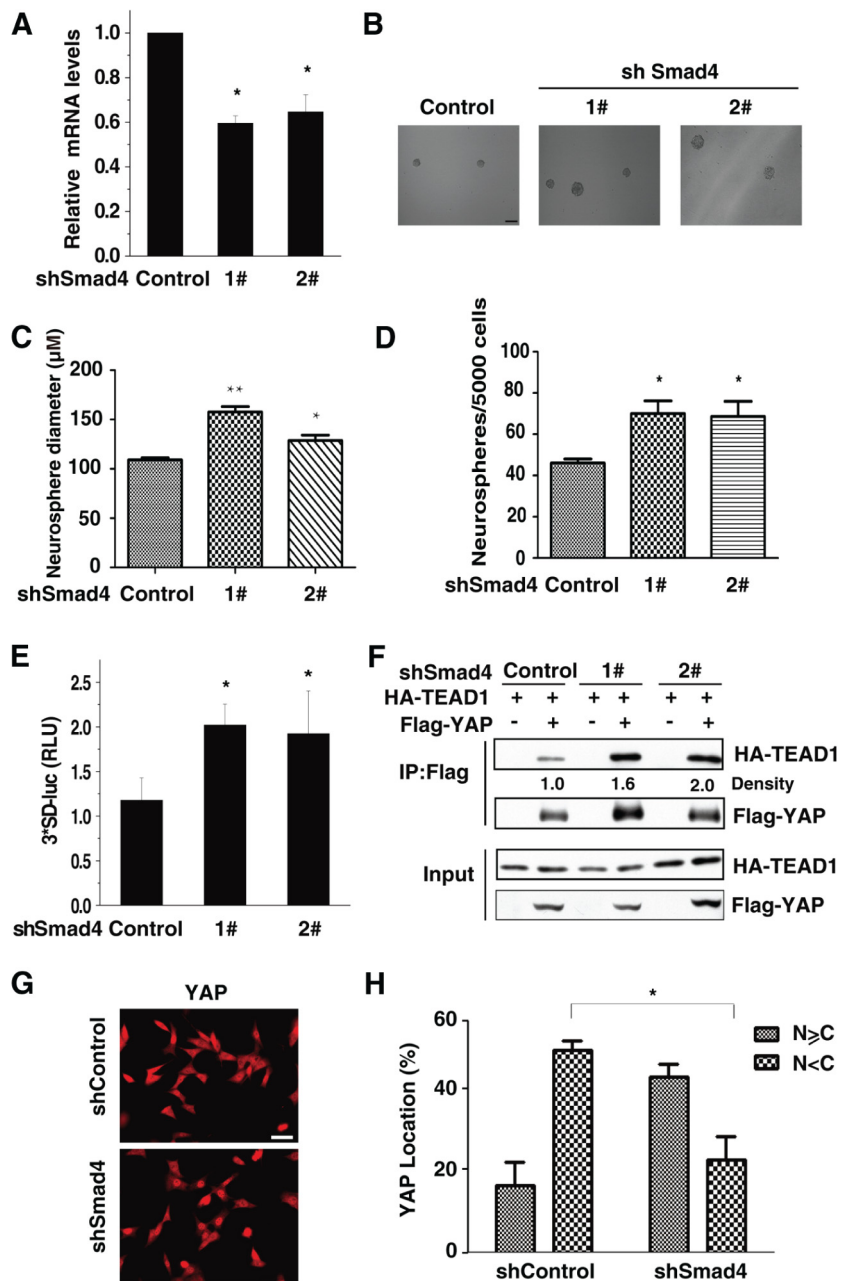 A
Relative mRNA levels
1.0
0.8
0.6
0.4
0.2
0.0
*
*
shSmad4 Control 1# 2#
B
sh Smad4
Control 1# 2#
C
Neurosphere diameter (μM)
200
150
100
50
0
**
*
shSmad4 Control 1# 2#
D
Neurospheres/5000 cells
100
80
60
40
20
0
*
*
shSmad4 Control 1# 2#
E
3*SD-luc (RLU)
2.5
2.0
1.5
1.0
0.5
0.0
*
*
shSmad4 Control 1# 2#
F
shSmad4 Control 1# 2#
HA-TEAD1 + + + + + +
Flag-YAP - + - + - +
IP:Flag
HA-TEAD1
1.0 1.6 2.0 Density
Flag-YAP
Input
HA-TEAD1
Flag-YAP
G
YAP
shControl
shSmad4
H
YAP Location (%)
60
40
20
0
*
N⩾C
N<C
shControl shSmad4